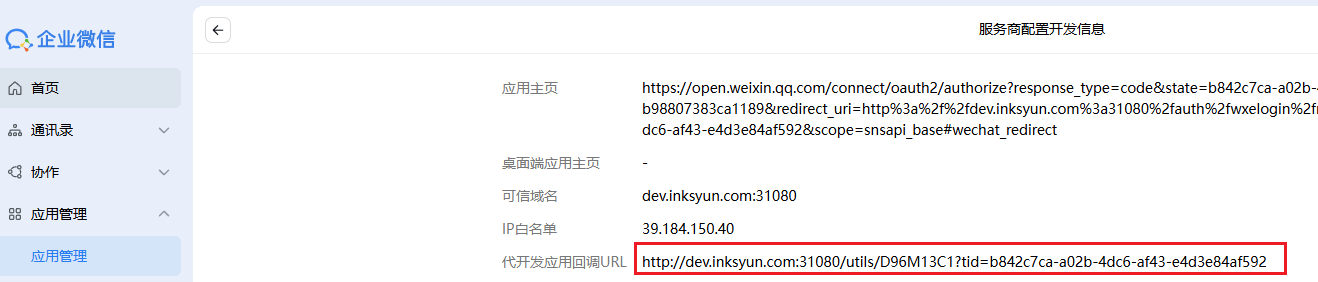 企业微信
服务商配置开发信息
首页
通讯录
协作
应用管理
应用管理
应用主页
https://open.weixin.qq.com/connect/oauth2/authorize?response_type=code&state=b842c7ca-a02b-4
b98807383ca1189&redirect_uri=http%3a%2f%2fdev.inksyun.com%3a31080%2fauth%2fwxelogin%2fr
dc6-af43-e4d3e84af592&scope=snsapi_base#wechat_redirect
桌面端应用主页 -
可信域名 dev.inksyun.com:31080
IP白名单 39.184.150.40
代开发应用回调URL http://dev.inksyun.com:31080/utils/D96M13C1?tid=b842c7ca-a02b-4dc6-af43-e4d3e84af592